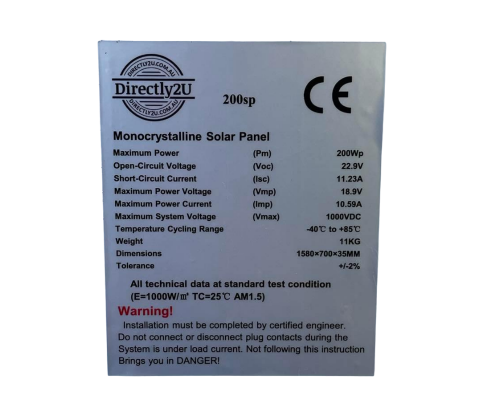 DIRECTLY2U.COM.AU
Directly2U
DIRECTLY2U.COM.AU
200sp
CE
Monocrystalline Solar Panel
Maximum Power (Pm) 200Wp
Open-Circuit Voltage (Voc) 22.9V
Short-Circuit Current (Isc) 11.23A
Maximum Power Voltage (Vmp) 18.9V
Maximum Power Current (Imp) 10.59A
Maximum System Voltage (Vmax) 1000VDC
Temperature Cycling Range -40℃ to +85℃
Weight 11KG
Dimensions 1580×700×35MM
Tolerance +/-2%
All technical data at standard test condition
(E=1000W/㎡ TC=25℃ AM1.5)
Warning!
Installation must be completed by certified engineer.
Do not connect or disconnect plug contacts during the
System is under load current. Not following this instruction
Brings you in DANGER!